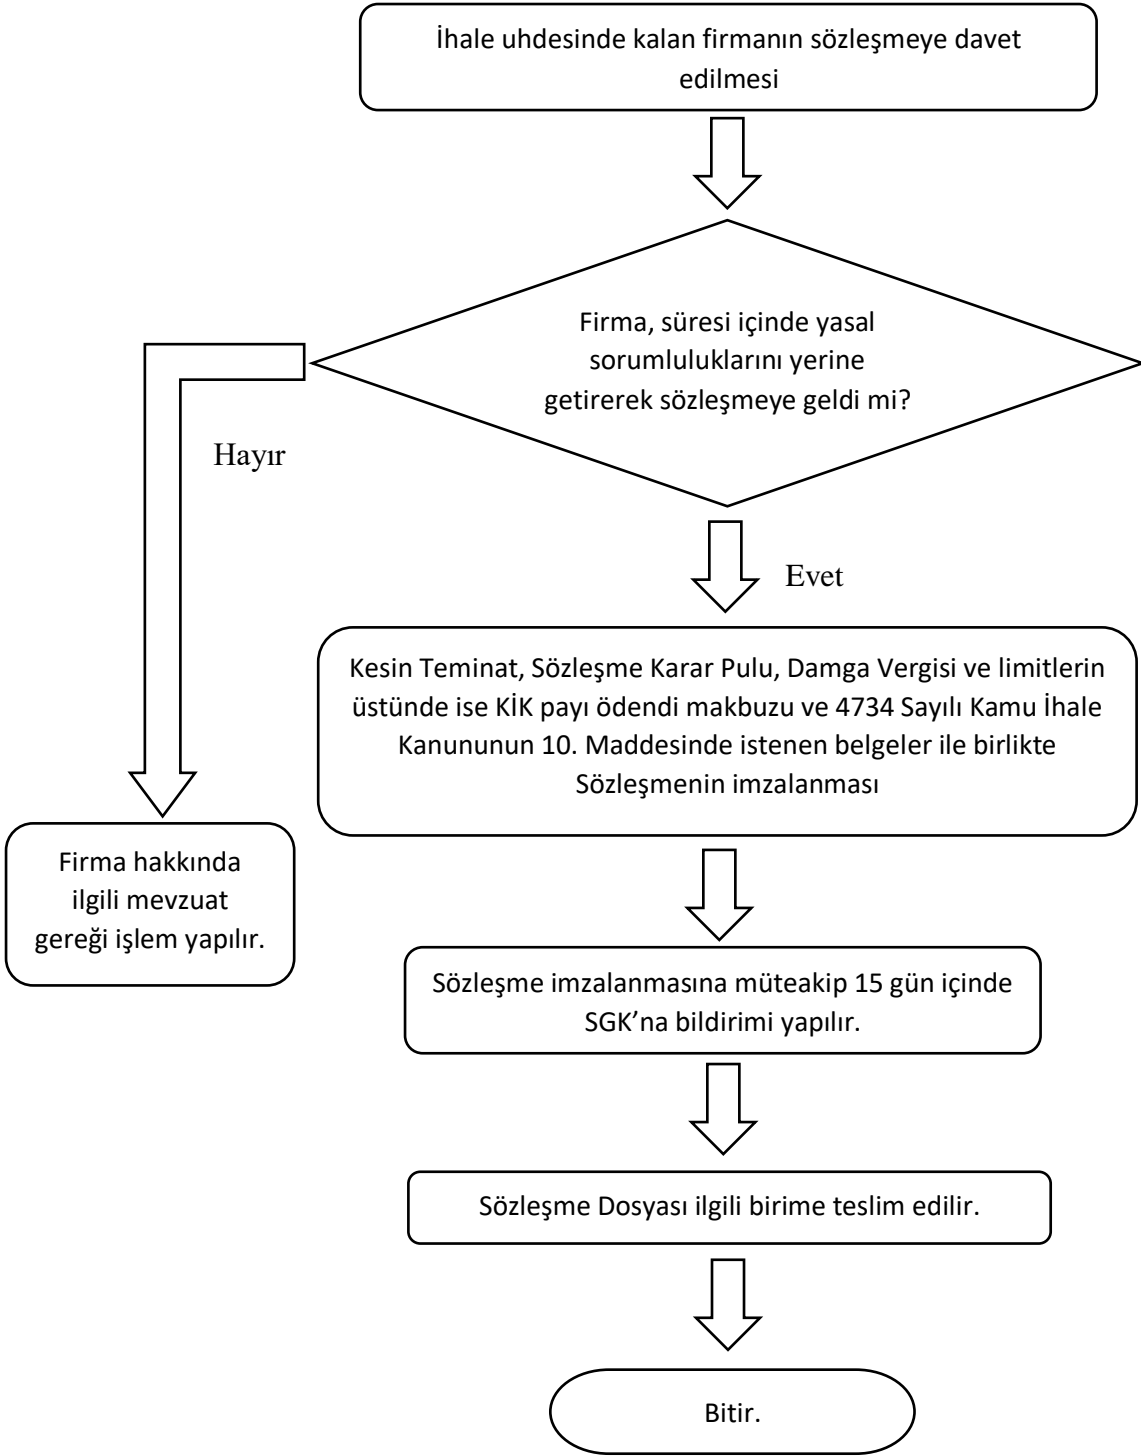 İhale uhdesinde kalan firmanın sözleşmeye davet
edilmesi
Firma, süresi içinde yasal
sorumluluklarını yerine
getirerek sözleşmeye geldi mi?
Hayır
Evet
Kesin Teminat, Sözleşme Karar Pulu, Damga Vergisi ve limitlerin
üstünde ise KİK payı ödendi makbuzu ve 4734 Sayılı Kamu İhale
Kanununun 10. Maddesinde istenen belgeler ile birlikte
Sözleşmenin imzalanması
Firma hakkında
ilgili mevzuat
gereği işlem yapılır.
Sözleşme imzalanmasına müteakip 15 gün içinde
SGK’na bildirimi yapılır.
Sözleşme Dosyası ilgili birime teslim edilir.
Bitir.